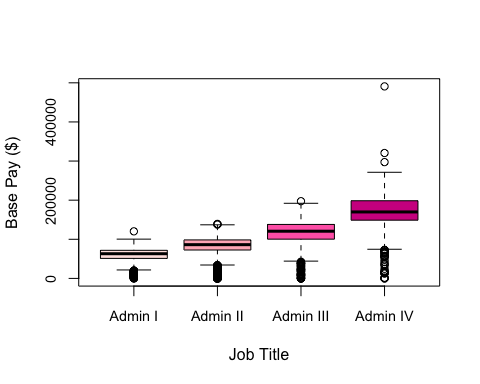 Base Pay ($)
400000
200000
0
Admin I
Admin II
Admin III
Admin IV
Job Title